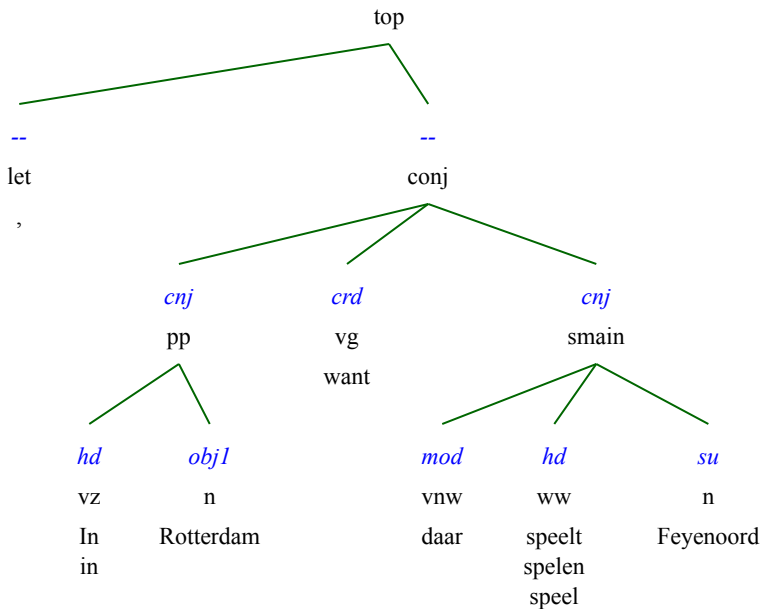 top
-- --
let conj
,
cnj crd cnj
pp vg smain
want
hd obj1 mod hd su
vz n vnw ww n
In Rotterdam daar speelt Feyenoord
in spelen
speel